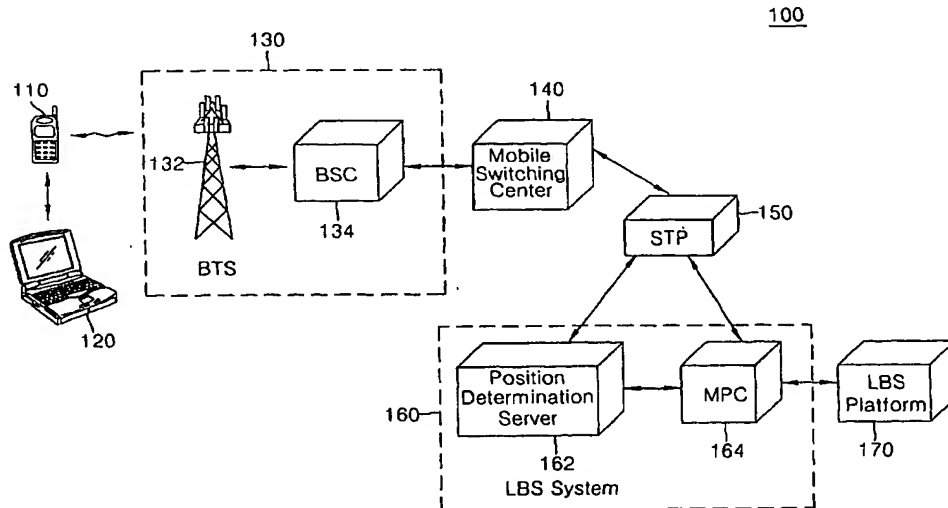 100
130
110
140
132
BSC
Mobile
Switching
Center
134
150
STP
BTS
120
160
Position
Determination
Server
MPC
LBS
Platform
162
164
170
LBS System